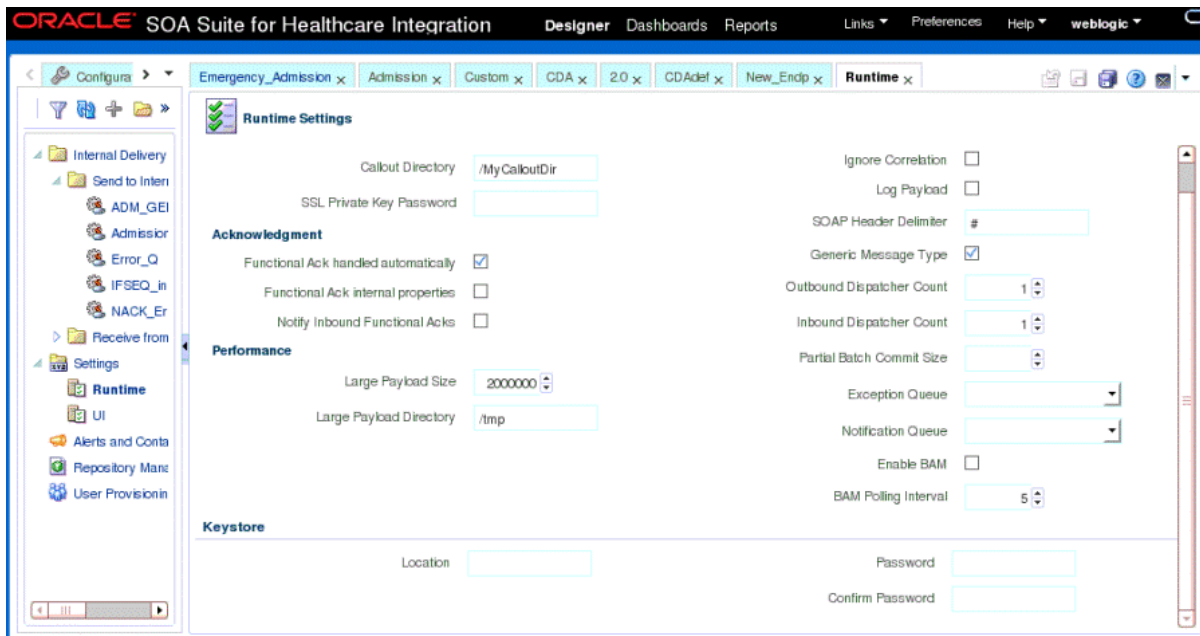 ORACLE SOA Suite for Healthcare Integration Designer Dashboards Reports Links Preferences Help weblogic
Configura Emergency_Admission x Admission x Custom x CDA x 2.0 x CDAdef x New_Endp x Runtime x
Internal Delivery
Send to Intern
ADM_GEI
Admission
Error_Q
IFSEQ_in
NACK_Er
Receive from
Settings
Runtime
UI
Alerts and Conta
Repository Mana
User Provisionin
Runtime Settings
Callout Directory /MyCalloutDir
SSL Private Key Password
Acknowledgment
Functional Ack handled automatically
Functional Ack internal properties
Notify Inbound Functional Acks
Performance
Large Payload Size 2000000
Large Payload Directory /tmp
Ignore Correlation
Log Payload
SOAP Header Delimiter #
Generic Message Type
Outbound Dispatcher Count 1
Inbound Dispatcher Count 1
Partial Batch Commit Size
Exception Queue
Notification Queue
Enable BAM
BAM Polling Interval 5
Keystore
Location
Password
Confirm Password